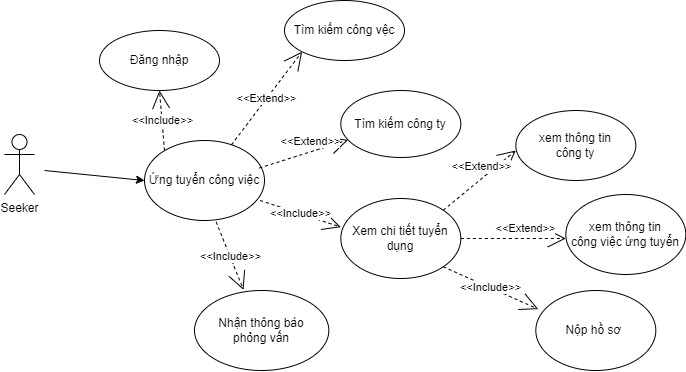 Tìm kiếm công vệc
Đăng nhập
<<Extend>>
<<Include>>
Tìm kiếm công ty
<<Extend>>
xem thông tin
công ty
<<Extend>>
Ứng tuyển công việc
Seeker
<<Include>>
Xem chi tiết tuyển
dụng
<<Extend>>
xem thông tin
công việc ứng tuyển
<<Include>>
<<Include>>
Nhận thông báo
phỏng vấn
Nộp hồ sơ